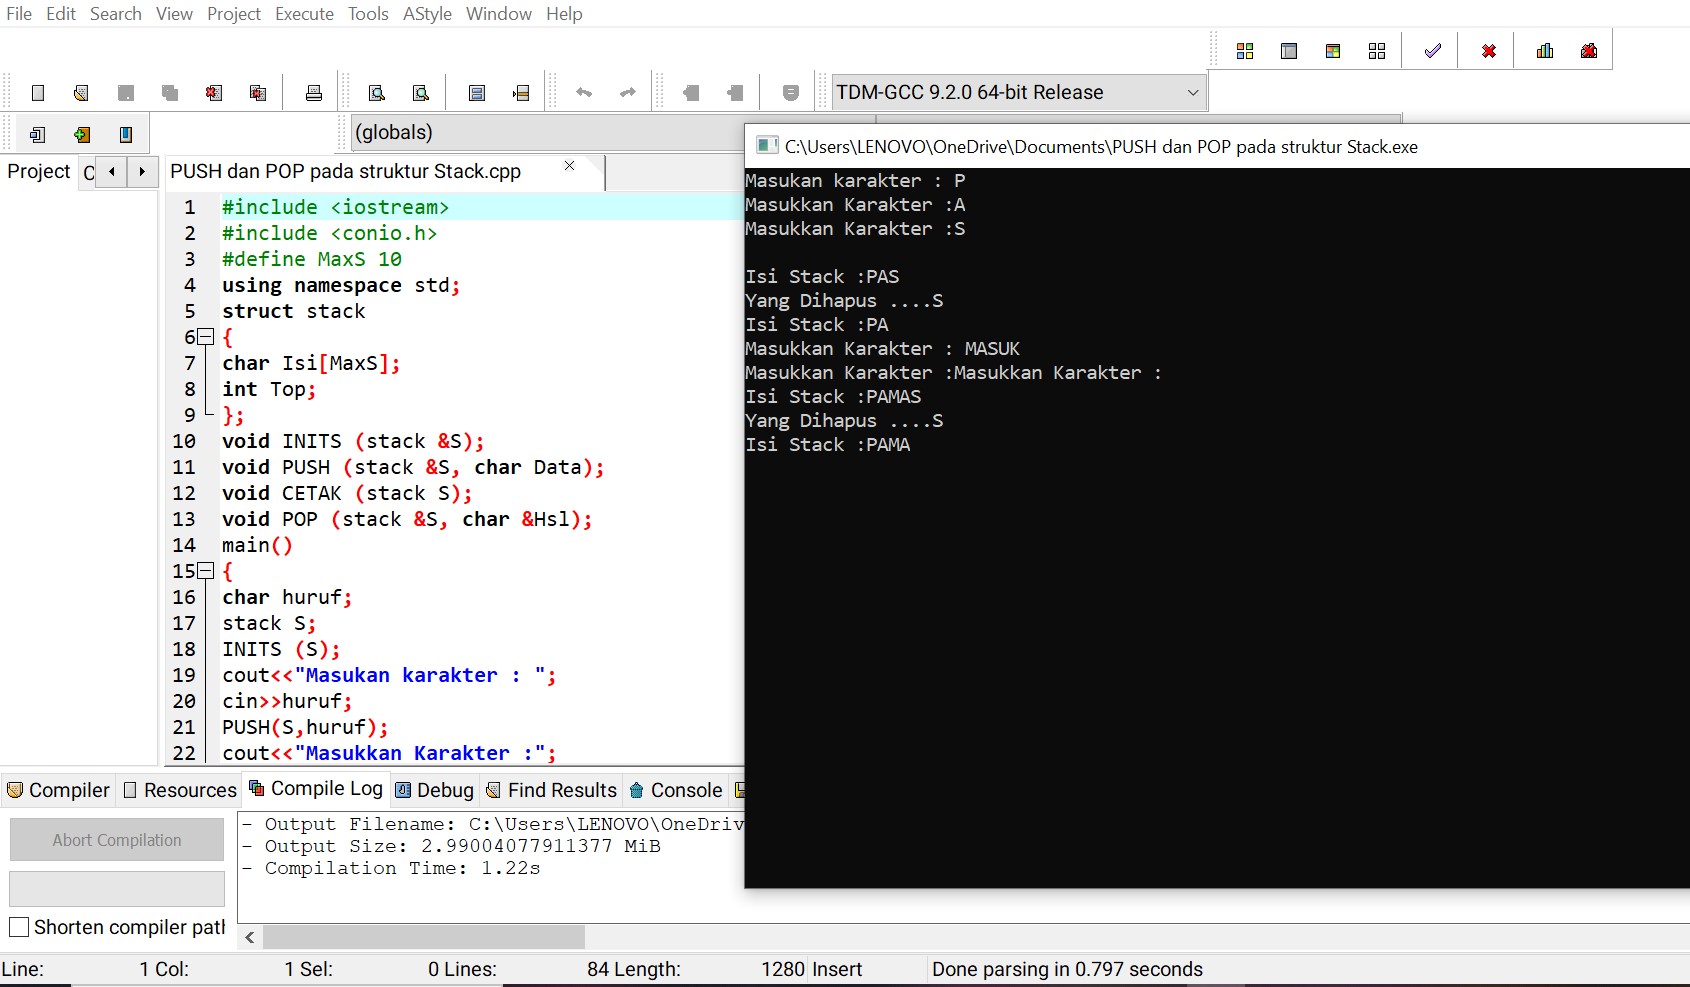 File Edit Search View Project Execute Tools AStyle Window Help
TDM-GCC 9.2.0 64-bit Release
(globals)
Project C
PUSH dan POP pada struktur Stack.cpp
1 #include <iostream>
2 #include <conio.h>
3 #define MaxS 10
4 using namespace std;
5 struct stack
6 {
7 char Isi[MaxS];
8 int Top;
9 };
10 void INITS (stack &S);
11 void PUSH (stack &S, char Data);
12 void CETAK (stack S);
13 void POP (stack &S, char &Hsl);
14 main()
15 {
16 char huruf;
17 stack S;
18 INITS (S);
19 cout<<"Masukan karakter : ";
20 cin>>huruf;
21 PUSH(S,huruf);
22 cout<<"Masukkan Karakter :";
C:\Users\LENOVO\OneDrive\Documents\PUSH dan POP pada struktur Stack.exe
Masukan karakter : P
Masukkan Karakter :A
Masukkan Karakter :S
Isi Stack :PAS
Yang Dihapus ....S
Isi Stack :PA
Masukkan Karakter : MASUK
Masukkan Karakter :Masukkan Karakter :
Isi Stack :PAMAS
Yang Dihapus ....S
Isi Stack :PAMA
Compiler Resources Compile Log Debug Find Results Console
Abort Compilation
Shorten compiler path
- Output Filename: C:\Users\LENOVO\OneDriv
- Output Size: 2.99004077911377 MiB
- Compilation Time: 1.22s
Line: 1 Col: 1 Sel: 0 Lines: 84 Length: 1280 Insert Done parsing in 0.797 seconds